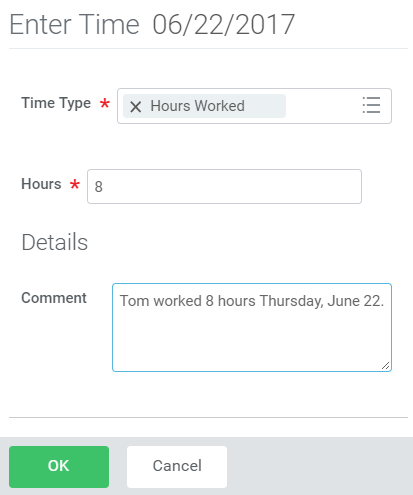 Enter Time 06/22/2017
Time Type * Hours Worked
Hours * 8
Details
Comment Tom worked 8 hours Thursday, June 22.
OK Cancel